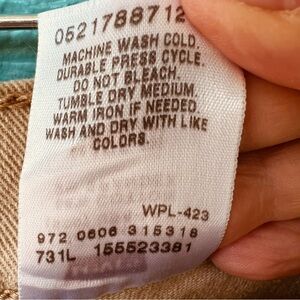 0521788712
MACHINE WASH COLD.
DURABLE PRESS CYCLE.
DO NOT BLEACH.
TUMBLE DRY MEDIUM.
WARM IRON IF NEEDED.
WASH AND DRY WITH LIKE
COLORS.
WPL-423
972 0606 315318
731L 155523381